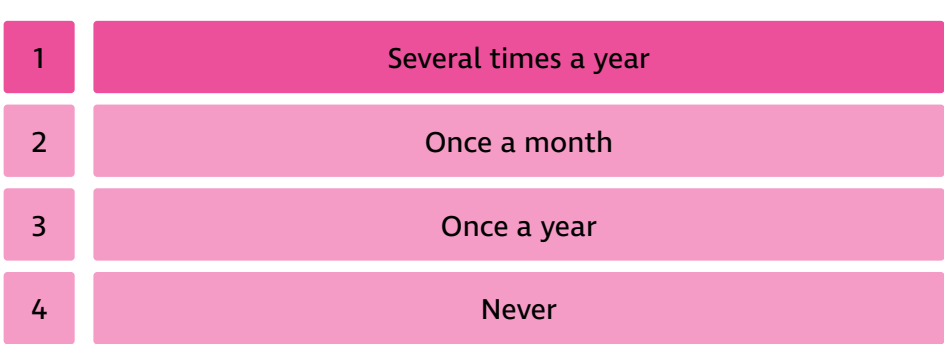 1 Several times a year
2 Once a month
3 Once a year
4 Never